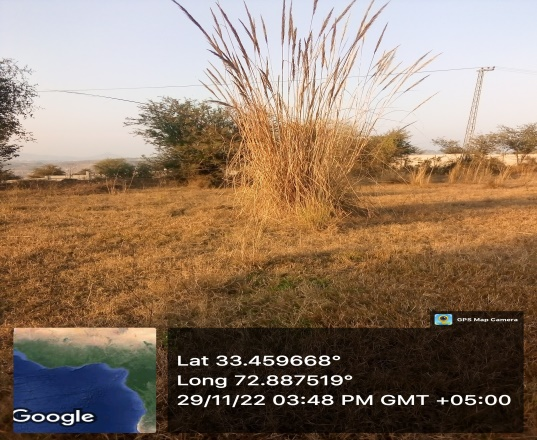 GPS Map Camera
Lat 33.459668°
Long 72.887519°
29/11/22 03:48 PM GMT +05:00
Google